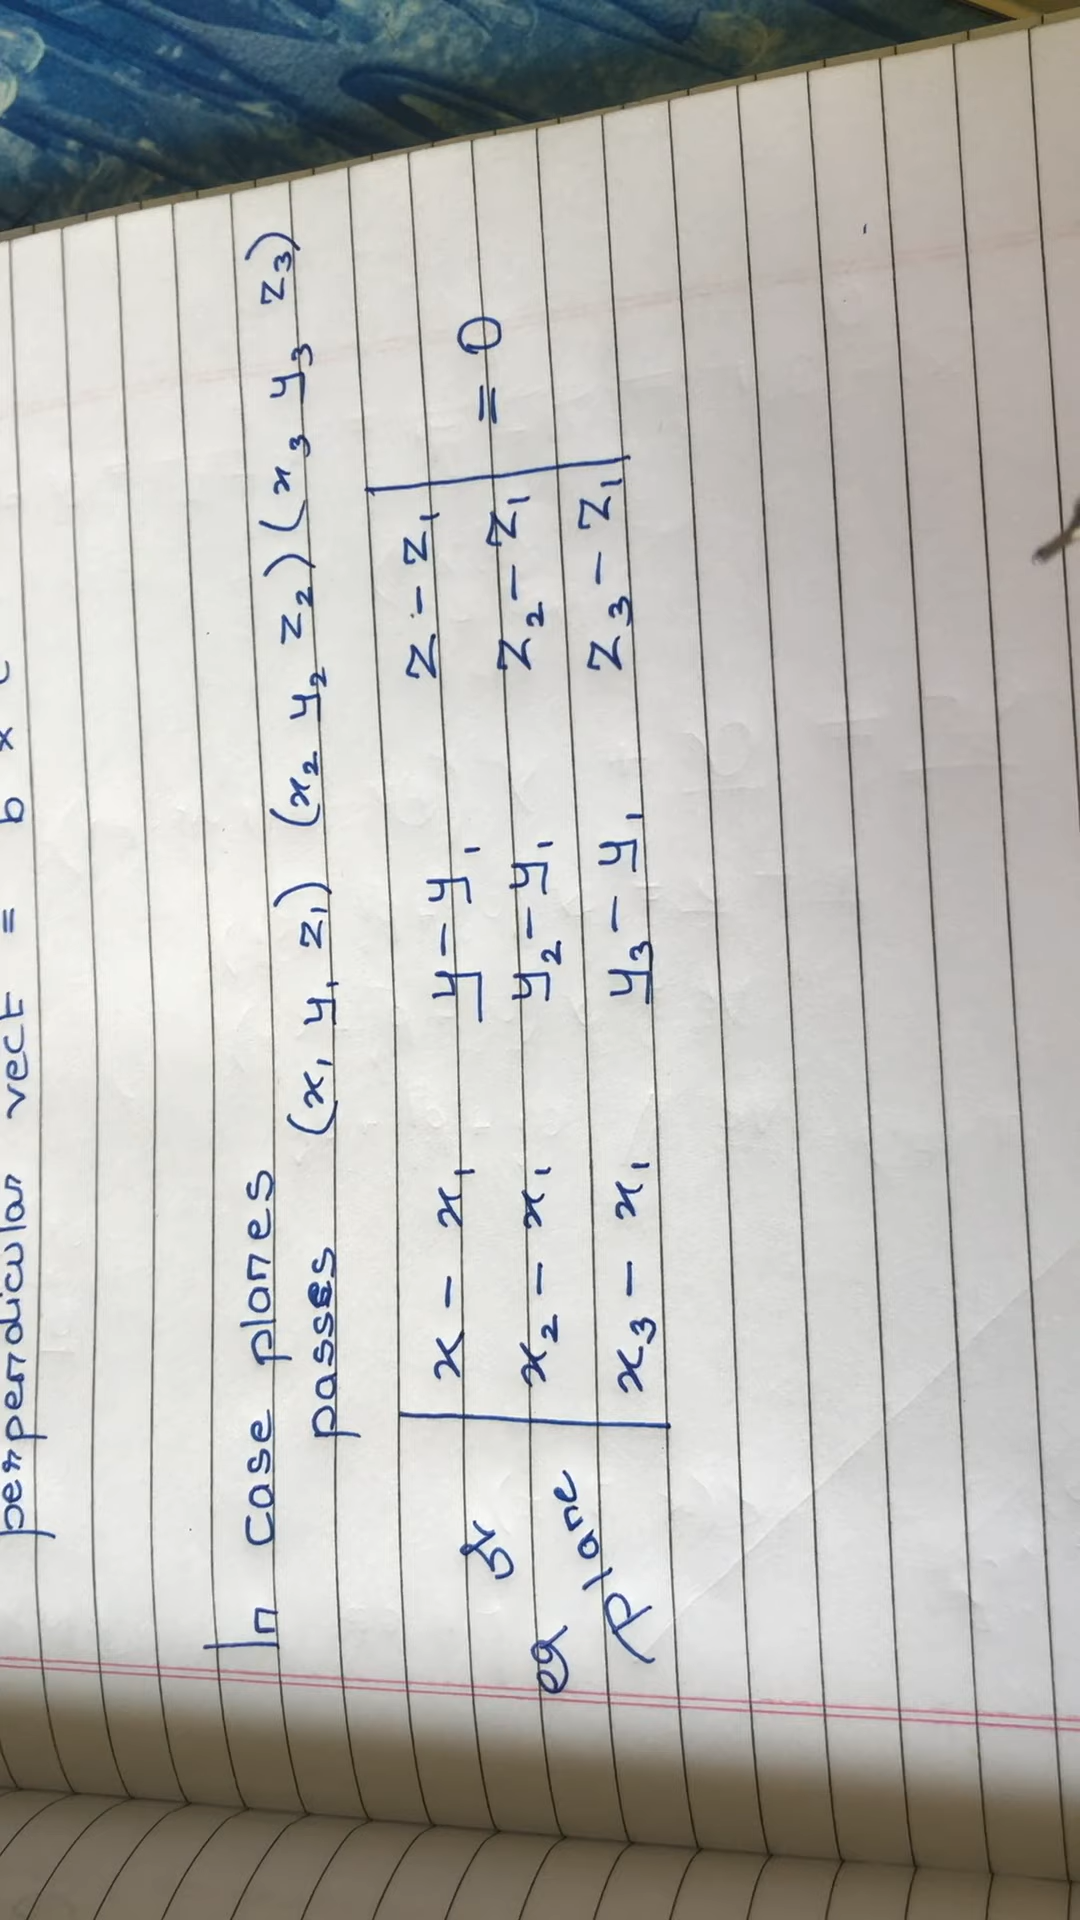 perpendicular vect = b x c
In case planes
passes (x₁ y₁ z₁) (x₂ y₂ z₂) (x₃ y₃ z₃)
x - x₁ y - y₁ z - z₁
x₂ - x₁ y₂ - y₁ z₂ - z₁ = 0
eq
plane x₃ - x₁ y₃ - y₁ z₃ - z₁